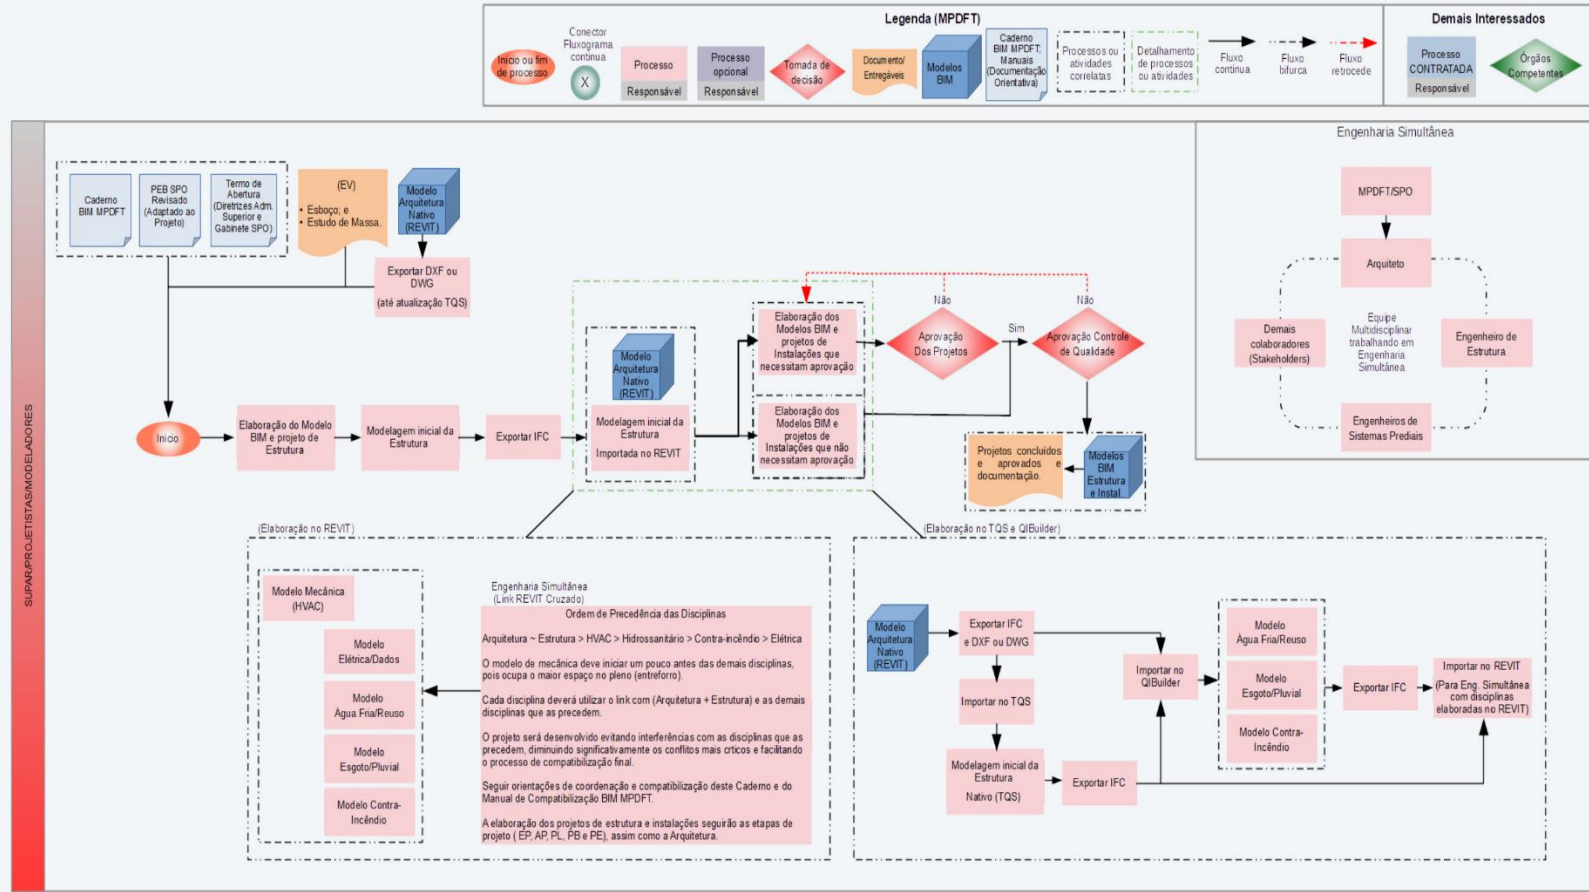 Legenda (MPDFT)
Início ou fim
de processo
Conector
Fluxograma
continua
X
Processo
Responsável
Processo
opcional
Responsável
Tomada de
decisão
Documento/
Entregáveis
Modelos
BIM
Caderno
BIM MPDFT;
Manuais
(Documentação
Orientativa)
Processos ou
atividades
correlatas
Detalhamento
de processos
ou atividades
Fluxo
continua
Fluxo
bifurca
Fluxo
retrocede
Demais Interessados
Processo
CONTRATADA
Responsável
Órgãos
Competentes
SUPAR/PROJETISTAS/MODELADORES
Caderno
BIM MPDFT
PEB SPO
Revisado
(Adaptado ao
Projeto)
Termo de
Abertura
(Diretrizes Adm.
Superior e
Gabinete SPO)
(EV)
• Esboço; e
• Estudo de Massa.
Modelo
Arquitetura
Nativo
(REVIT)
Exportar DXF ou
DWG
(até atualização TQS)
Início
Elaboração do Modelo
BIM e projeto de
Estrutura
Modelagem inicial da
Estrutura
Exportar IFC
Modelo
Arquitetura
Nativo
(REVIT)
Modelagem inicial da
Estrutura
Importada no REVIT
Elaboração dos
Modelos BIM e
projetos de
Instalações que
necessitam aprovação
Elaboração dos
Modelos BIM e
projetos de
Instalações que não
necessitam aprovação
Não
Aprovação
Dos Projetos
Sim
Não
Aprovação Controle
de Qualidade
Projetos concluídos
e aprovados e
documentação.
Modelos
BIM
Estrutura
e Instal.
Engenharia Simultânea
MPDFT/SPO
Arquiteto
Demais
colaboradores
(Stakeholders)
Equipe
Multidisciplinar
trabalhando em
Engenharia
Simultânea
Engenheiro de
Estrutura
Engenheiros de
Sistemas Prediais
(Elaboração no REVIT)
Modelo Mecânica
(HVAC)
Modelo
Elétrica/Dados
Modelo
Água Fria/Reuso
Modelo
Esgoto/Pluvial
Modelo Contra-
Incêndio
Engenharia Simultânea
(Link REVIT Cruzado)
Ordem de Precedência das Disciplinas
Arquitetura ~ Estrutura > HVAC > Hidrossanitário > Contra-incêndio > Elétrica
O modelo de mecânica deve iniciar um pouco antes das demais disciplinas,
pois ocupa o maior espaço no pleno (entreforro).
Cada disciplina deverá utilizar o link com (Arquitetura + Estrutura) e as demais
disciplinas que as precedem.
O projeto será desenvolvido evitando interferências com as disciplinas que as
precedem, diminuindo significativamente os conflitos mais crticos e facilitando
o processo de compatibilização final.
Seguir orientações de coordenação e compatibilização deste Caderno e do
Manual de Compatibilização BIM MPDFT.
A elaboração dos projetos de estrutura e instalações seguirão as etapas de
projeto ( EP, AP, PL, PB e PE), assim como a Arquitetura.
(Elaboração no TQS e QIBuilder)
Modelo
Arquitetura
Nativo
(REVIT)
Exportar IFC
e DXF ou DWG
Importar no TQS
Modelagem inicial da
Estrutura
Nativo (TQS)
Exportar IFC
Importar no
QIBuilder
Modelo
Água Fria/Reuso
Modelo
Esgoto/Pluvial
Modelo Contra-
Incêndio
Exportar IFC
Importar no REVIT
(Para Eng. Simultânea
com disciplinas
elaboradas no REVIT)